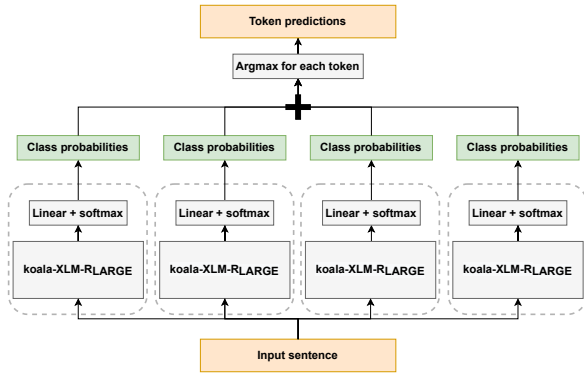 Token predictions
Argmax for each token
Class probabilities
Class probabilities
Class probabilities
Class probabilities
Linear + softmax
Linear + softmax
Linear + softmax
Linear + softmax
koala-XLM-RLARGE
koala-XLM-RLARGE
koala-XLM-RLARGE
koala-XLM-RLARGE
Input sentence